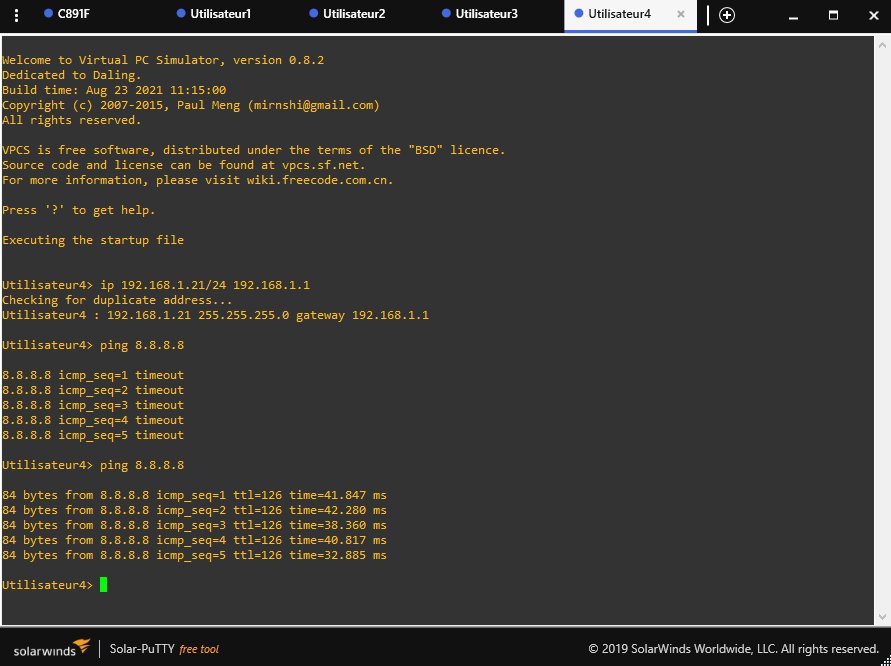 C891F
Utilisateur1
Utilisateur2
Utilisateur3
Utilisateur4
Welcome to Virtual PC Simulator, version 0.8.2
Dedicated to Daling.
Build time: Aug 23 2021 11:15:00
Copyright (c) 2007-2015, Paul Meng (mirnshi@gmail.com)
All rights reserved.
VPCS is free software, distributed under the terms of the "BSD" licence.
Source code and license can be found at vpcs.sf.net.
For more information, please visit wiki.freecode.com.cn.
Press '?' to get help.
Executing the startup file
Utilisateur4> ip 192.168.1.21/24 192.168.1.1
Checking for duplicate address...
Utilisateur4 : 192.168.1.21 255.255.255.0 gateway 192.168.1.1
Utilisateur4> ping 8.8.8.8
8.8.8.8 icmp_seq=1 timeout
8.8.8.8 icmp_seq=2 timeout
8.8.8.8 icmp_seq=3 timeout
8.8.8.8 icmp_seq=4 timeout
8.8.8.8 icmp_seq=5 timeout
Utilisateur4> ping 8.8.8.8
84 bytes from 8.8.8.8 icmp_seq=1 ttl=126 time=41.847 ms
84 bytes from 8.8.8.8 icmp_seq=2 ttl=126 time=42.280 ms
84 bytes from 8.8.8.8 icmp_seq=3 ttl=126 time=38.360 ms
84 bytes from 8.8.8.8 icmp_seq=4 ttl=126 time=40.817 ms
84 bytes from 8.8.8.8 icmp_seq=5 ttl=126 time=32.885 ms
Utilisateur4>
solarwinds
Solar-PuTTY free tool
© 2019 SolarWinds Worldwide, LLC. All rights reserved.